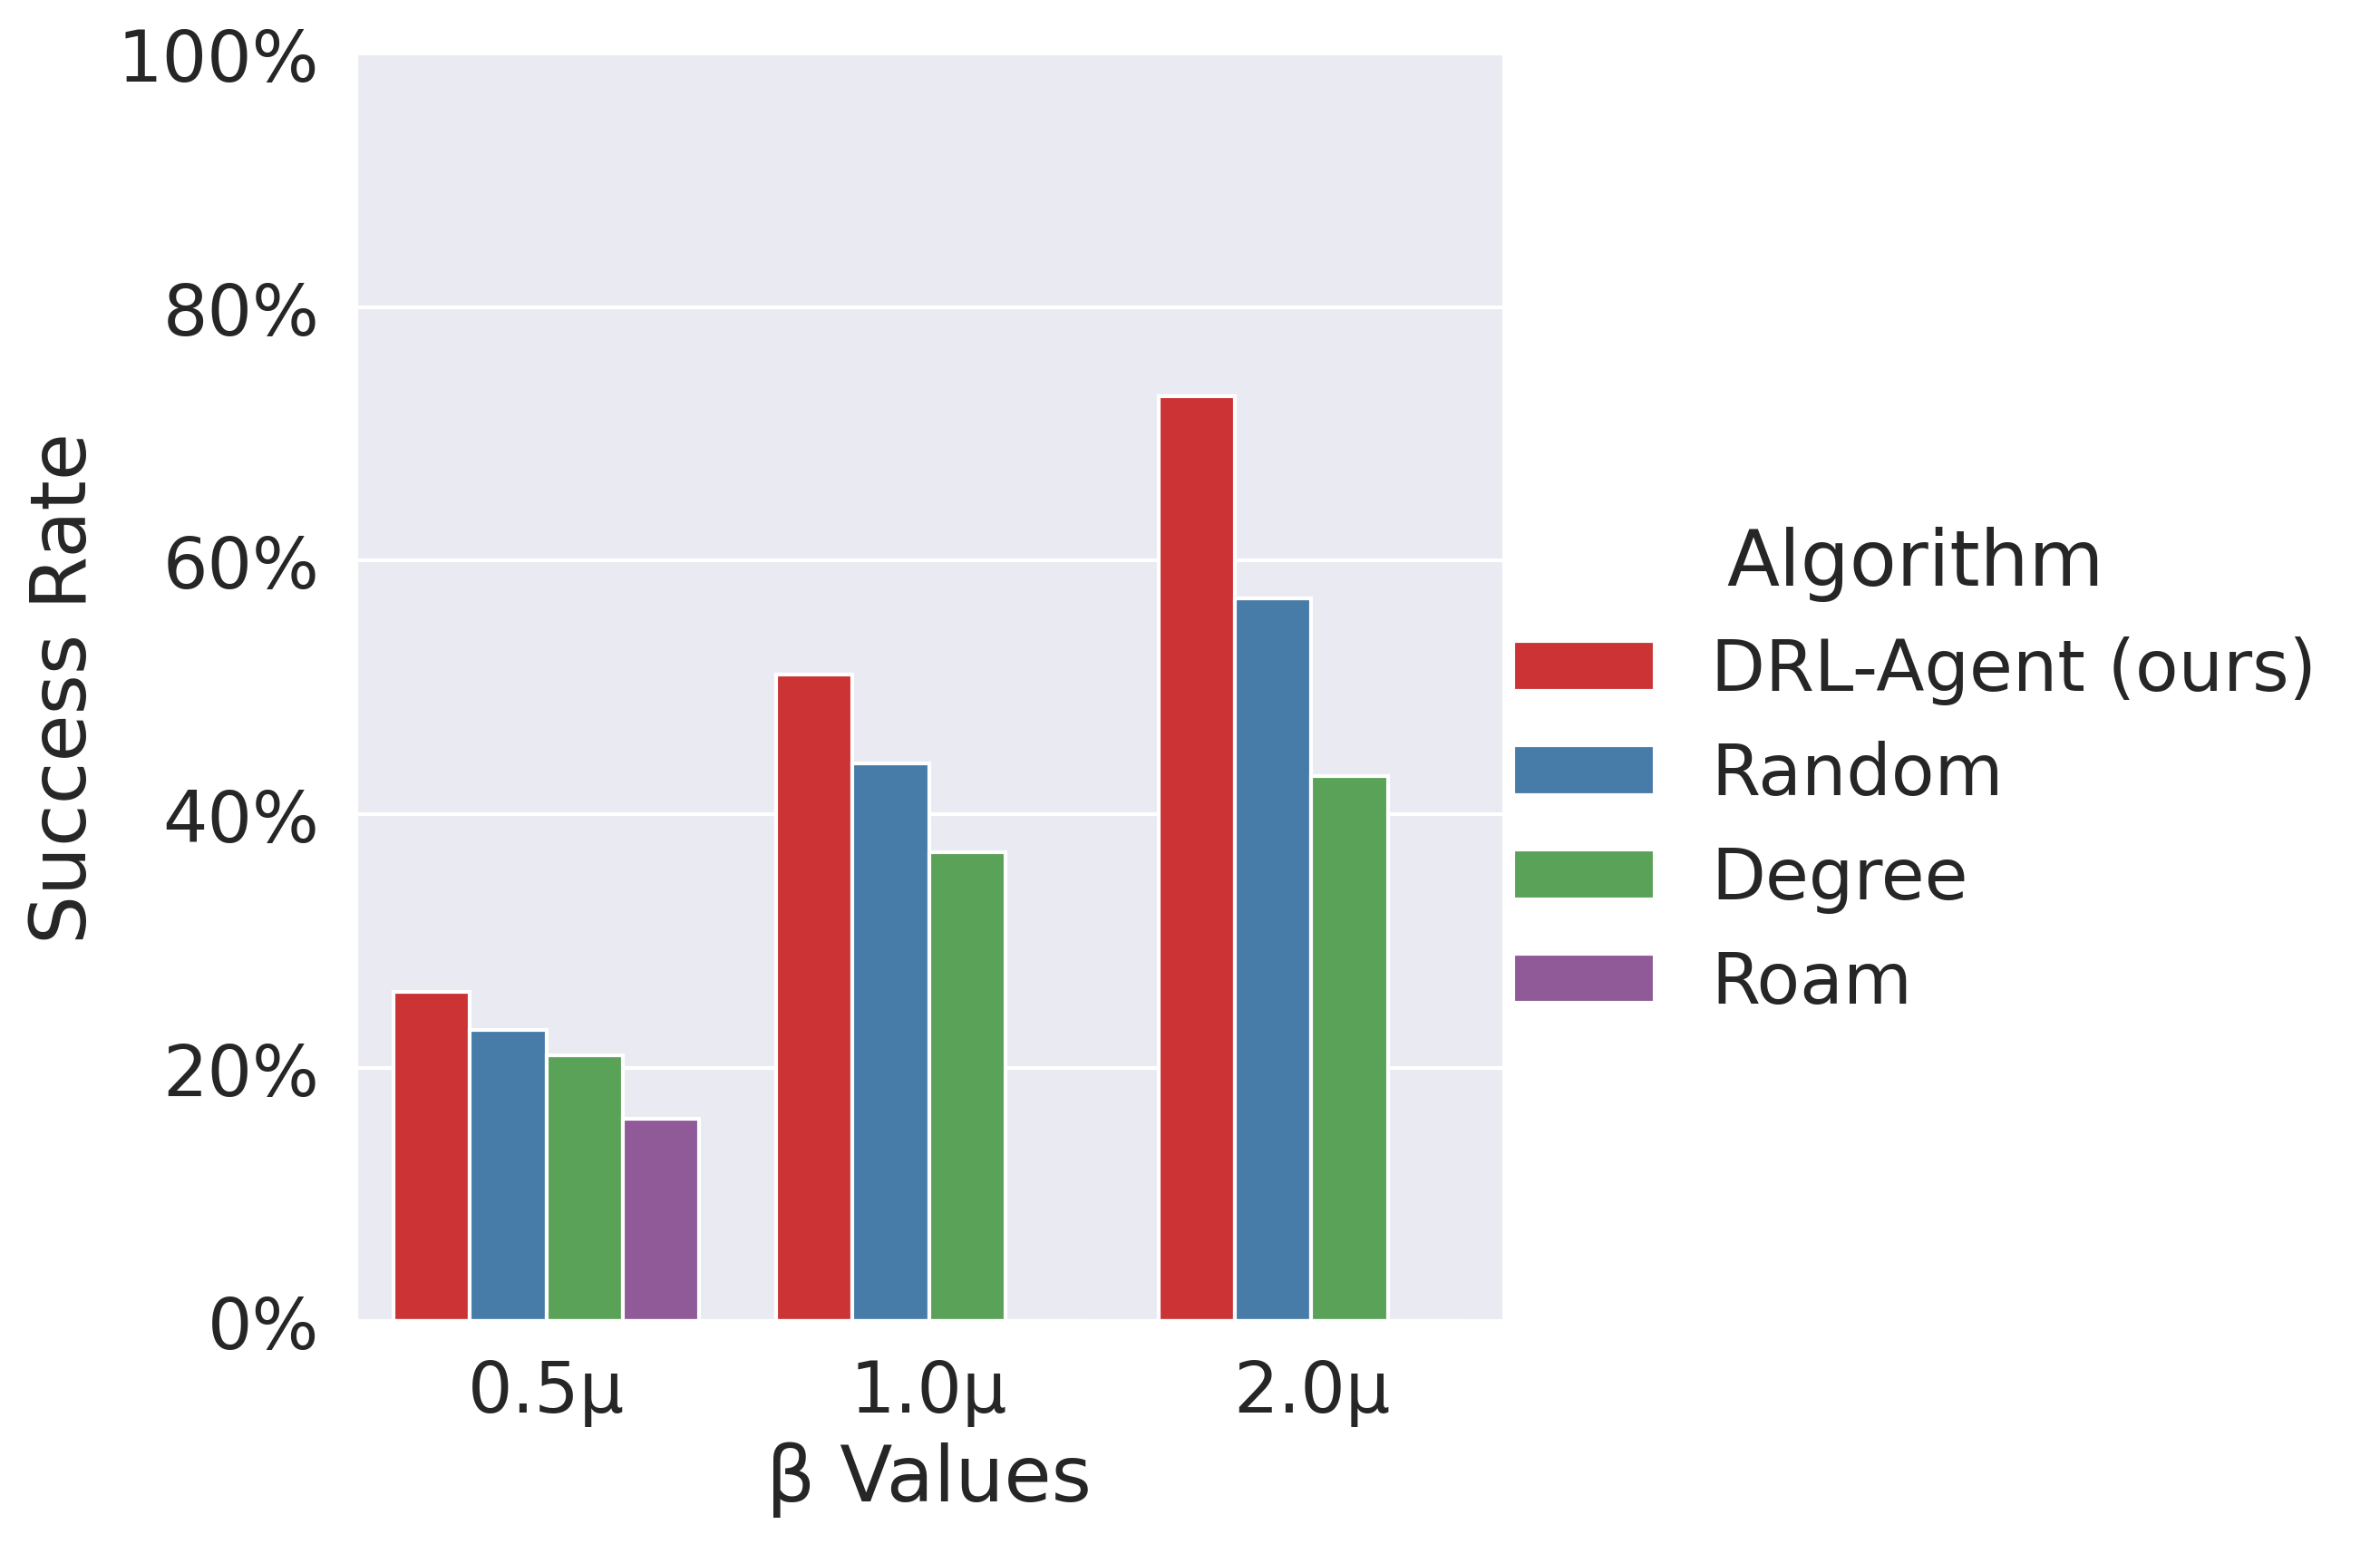 100%
80%
60%
40%
20%
0%
Success Rate
0.5µ 1.0µ 2.0µ
β Values
Algorithm
DRL-Agent (ours)
Random
Degree
Roam